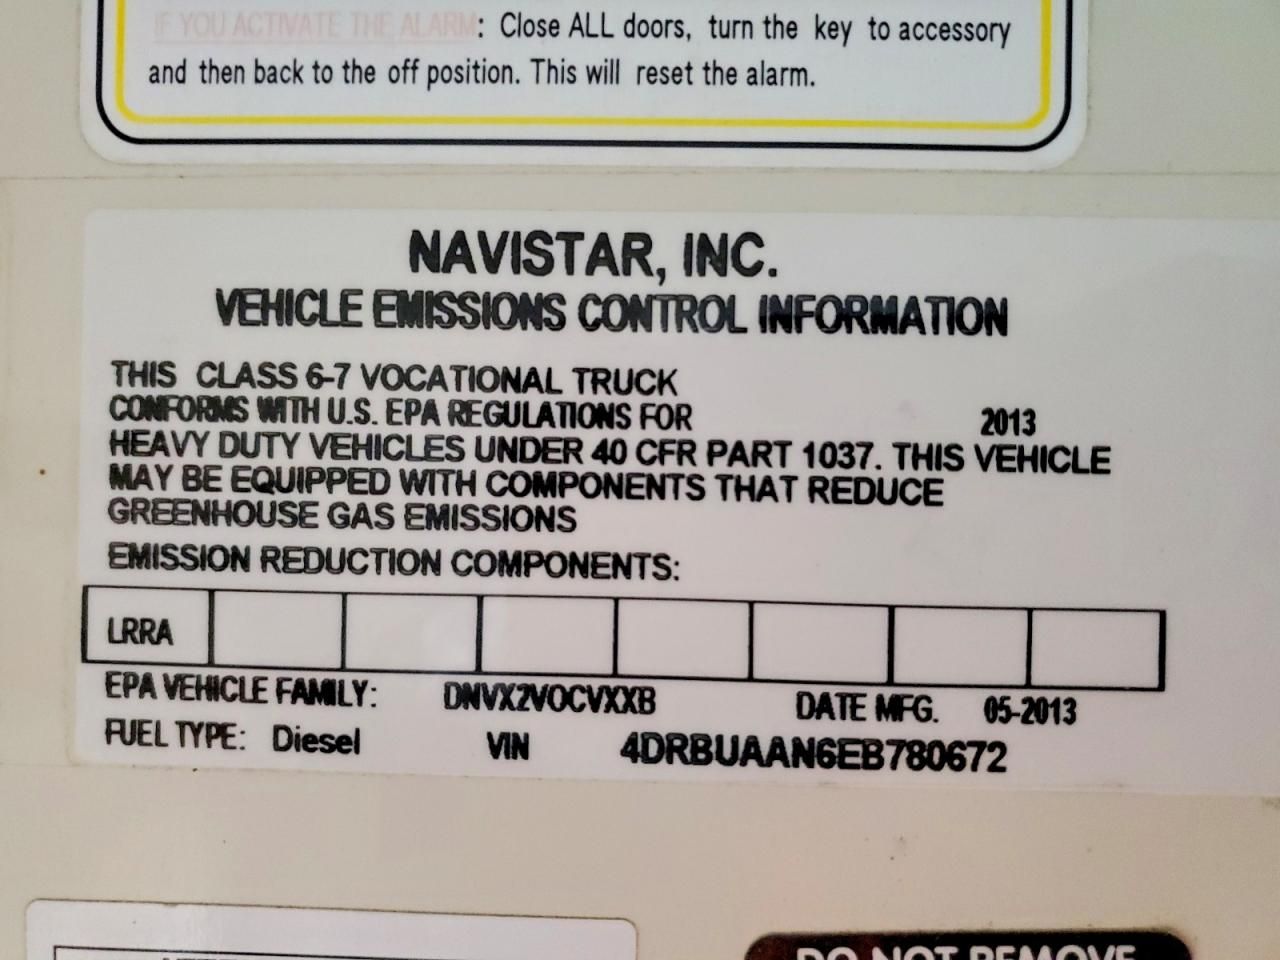 IF YOU ACTIVATE THE ALARM: Close ALL doors, turn the key to accessory
and then back to the off position. This will reset the alarm.
NAVISTAR, INC.
VEHICLE EMISSIONS CONTROL INFORMATION
THIS CLASS 6-7 VOCATIONAL TRUCK
CONFORMS WITH U.S. EPA REGULATIONS FOR 2013
HEAVY DUTY VEHICLES UNDER 40 CFR PART 1037. THIS VEHICLE
MAY BE EQUIPPED WITH COMPONENTS THAT REDUCE
GREENHOUSE GAS EMISSIONS
EMISSION REDUCTION COMPONENTS:
LRRA
EPA VEHICLE FAMILY: DNVX2VOCVXXB DATE MFG. 05-2013
FUEL TYPE: Diesel VIN 4DRBUAAN6EB780672
DO NOT REMOVE